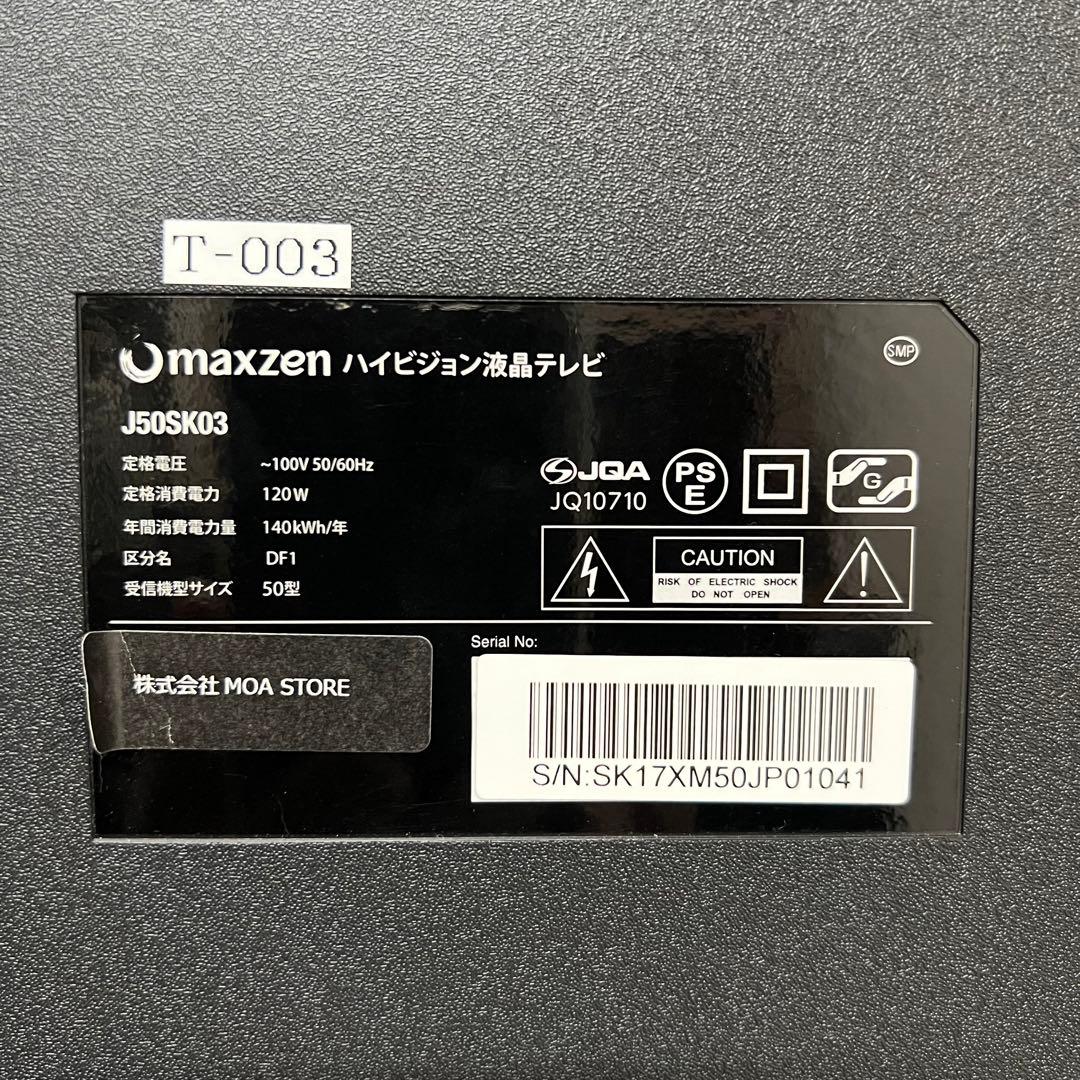 T-003
maxzen ハイビジョン液晶テレビ
SMP
J50SK03
定格電圧 ~100V 50/60Hz
定格消費電力 120W
年間消費電力量 140kWh/年
区分名 DF1
受信機型サイズ 50型
JQA
JQ10710
PS
E
G
CAUTION
RISK OF ELECTRIC SHOCK
DO NOT OPEN
株式会社 MOA STORE
Serial No:
S/N:SK17XM50JP01041